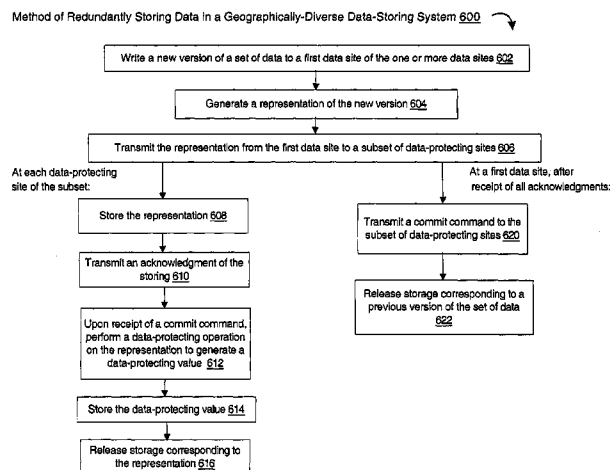 Method of Redundantly Storing Data in a Geographically-Diverse Data-Storing System 600
Write a new version of a set of data to a first data site of the one or more data sites 602
Generate a representation of the new version 604
Transmit the representation from the first data site to a subset of data-protecting sites 606
At each data-protecting
site of the subset:
Store the representation 608
Transmit an acknowledgment of the
storing 610
Upon receipt of a commit command,
perform a data-protecting operation
on the representation to generate a
data-protecting value 612
Store the data-protecting value 614
Release storage corresponding to
the representation 616
At a first data site, after
receipt of all acknowledgments:
Transmit a commit command to the
subset of data-protecting sites 620
Release storage corresponding to a
previous version of the set of data
622